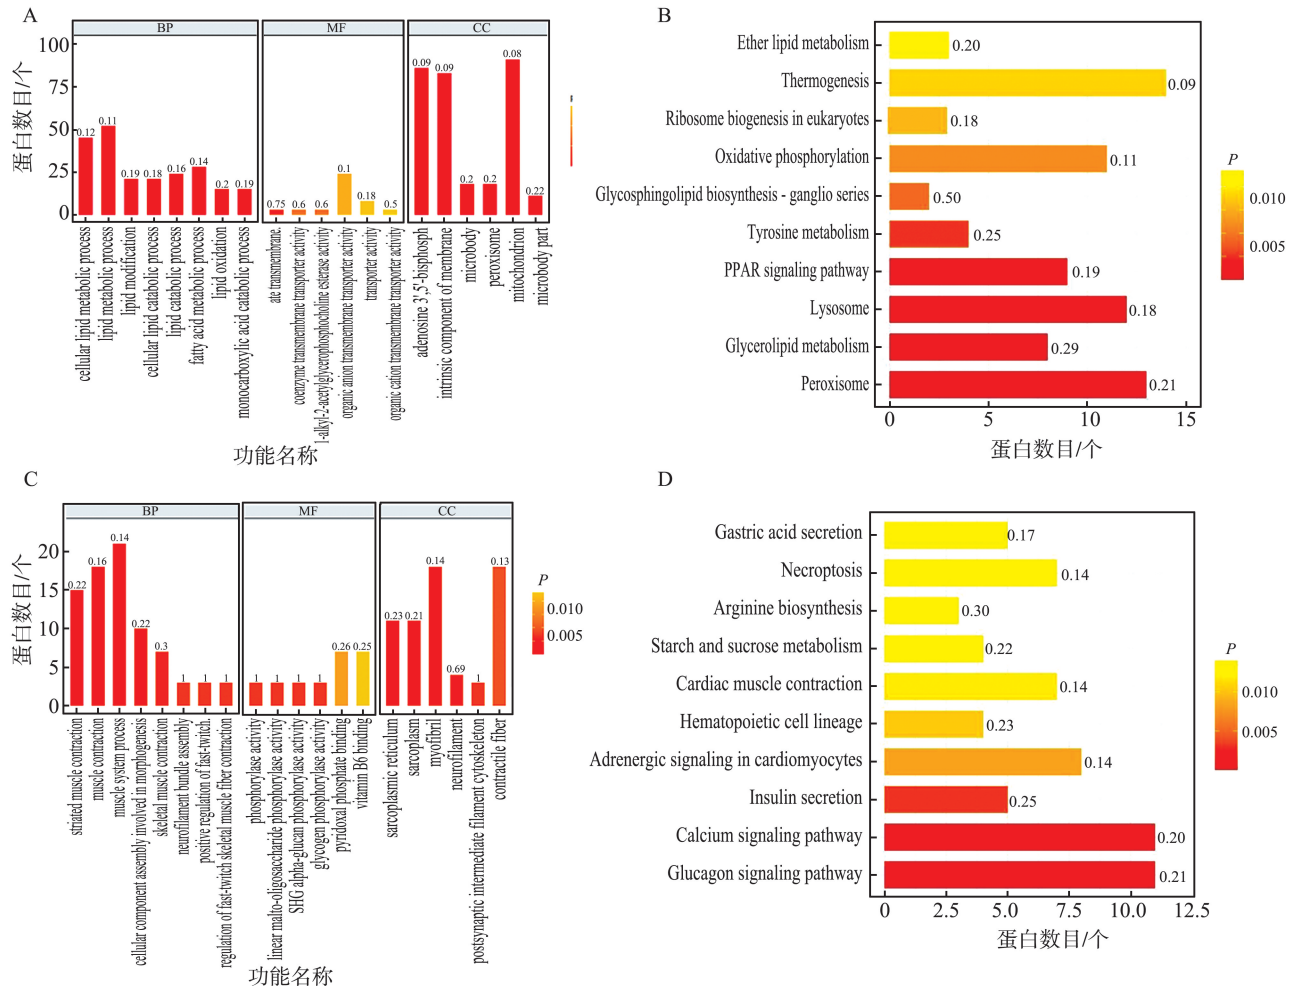 A
BP
MF
CC
蛋白数目/个
100
75
50
25
0
0.12
0.11
0.19
0.18
0.16
0.14
0.2
0.19
0.75
0.6
0.6
0.1
0.18
0.5
0.09
0.09
0.2
0.2
0.08
0.22
cellular lipid metabolic process
lipid metabolic process
lipid modification
cellular lipid catabolic process
lipid catabolic process
fatty acid metabolic process
lipid oxidation
monocarboxylic acid catabolic process
ate transmembrane.
coenzyme transmembrane transporter activity
1-alkyl-2-acetylglycerophosphocholine esterase activity
organic anion transmembrane transporter activity
transporter activity
organic cation transmembrane transporter activity
adenosine 3',5'-bisphosph
intrinsic component of membrane
microbody
peroxisome
mitochondrion
microbody part
功能名称
B
Ether lipid metabolism
0.20
Thermogenesis
0.09
Ribosome biogenesis in eukaryotes
0.18
Oxidative phosphorylation
0.11
Glycosphingolipid biosynthesis - ganglio series
0.50
Tyrosine metabolism
0.25
PPAR signaling pathway
0.19
Lysosome
0.18
Glycerolipid metabolism
0.29
Peroxisome
0.21
0
5
10
15
蛋白数目/个
P
0.010
0.005
C
BP
MF
CC
蛋白数目/个
20
15
10
5
0
0.22
0.16
0.14
0.22
0.3
1
1
1
1
1
1
1
0.26
0.25
0.23
0.21
0.14
0.69
1
0.13
striated muscle contraction
muscle contraction
muscle system process
cellular component assembly involved in morphogenesis
skeletal muscle contraction
neurofilament bundle assembly
positive regulation of fast-twitch.
regulation of fast-twitch skeletal muscle fiber contraction
phosphorylase activity
linear malto-oligosaccharide phosphorylase activity
SHG alpha-glucan phosphorylase activity
glycogen phosphorylase activity
pyridoxal phosphate binding
vitamin B6 binding
sarcoplasmic reticulum
sarcoplasm
myofibril
neurofilament
postsynaptic intermediate filament cytoskeleton
contractile fiber
功能名称
P
0.010
0.005
D
Gastric acid secretion
0.17
Necroptosis
0.14
Arginine biosynthesis
0.30
Starch and sucrose metabolism
0.22
Cardiac muscle contraction
0.14
Hematopoietic cell lineage
0.23
Adrenergic signaling in cardiomyocytes
0.14
Insulin secretion
0.25
Calcium signaling pathway
0.20
Glucagon signaling pathway
0.21
0
2.5
5.0
7.5
10.0
12.5
蛋白数目/个
P
0.010
0.005